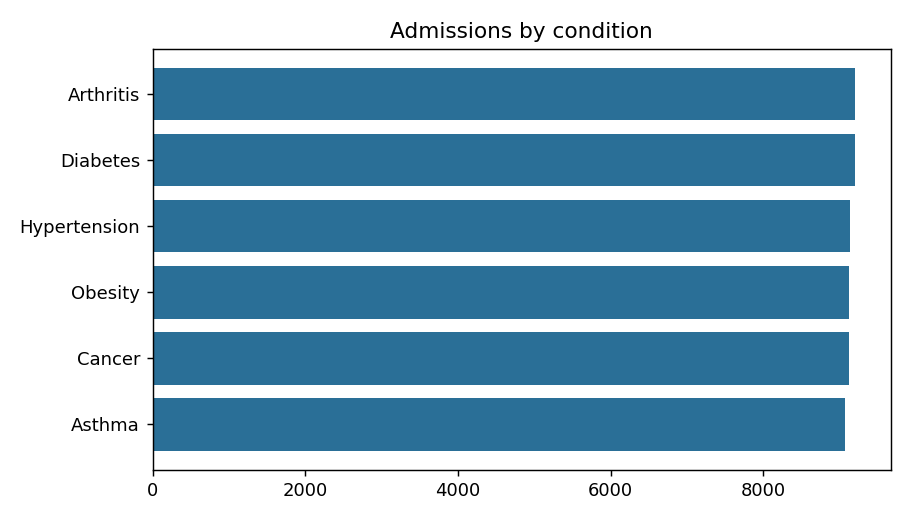 Admissions by condition
Arthritis
Diabetes
Hypertension
Obesity
Cancer
Asthma
0 2000 4000 6000 8000